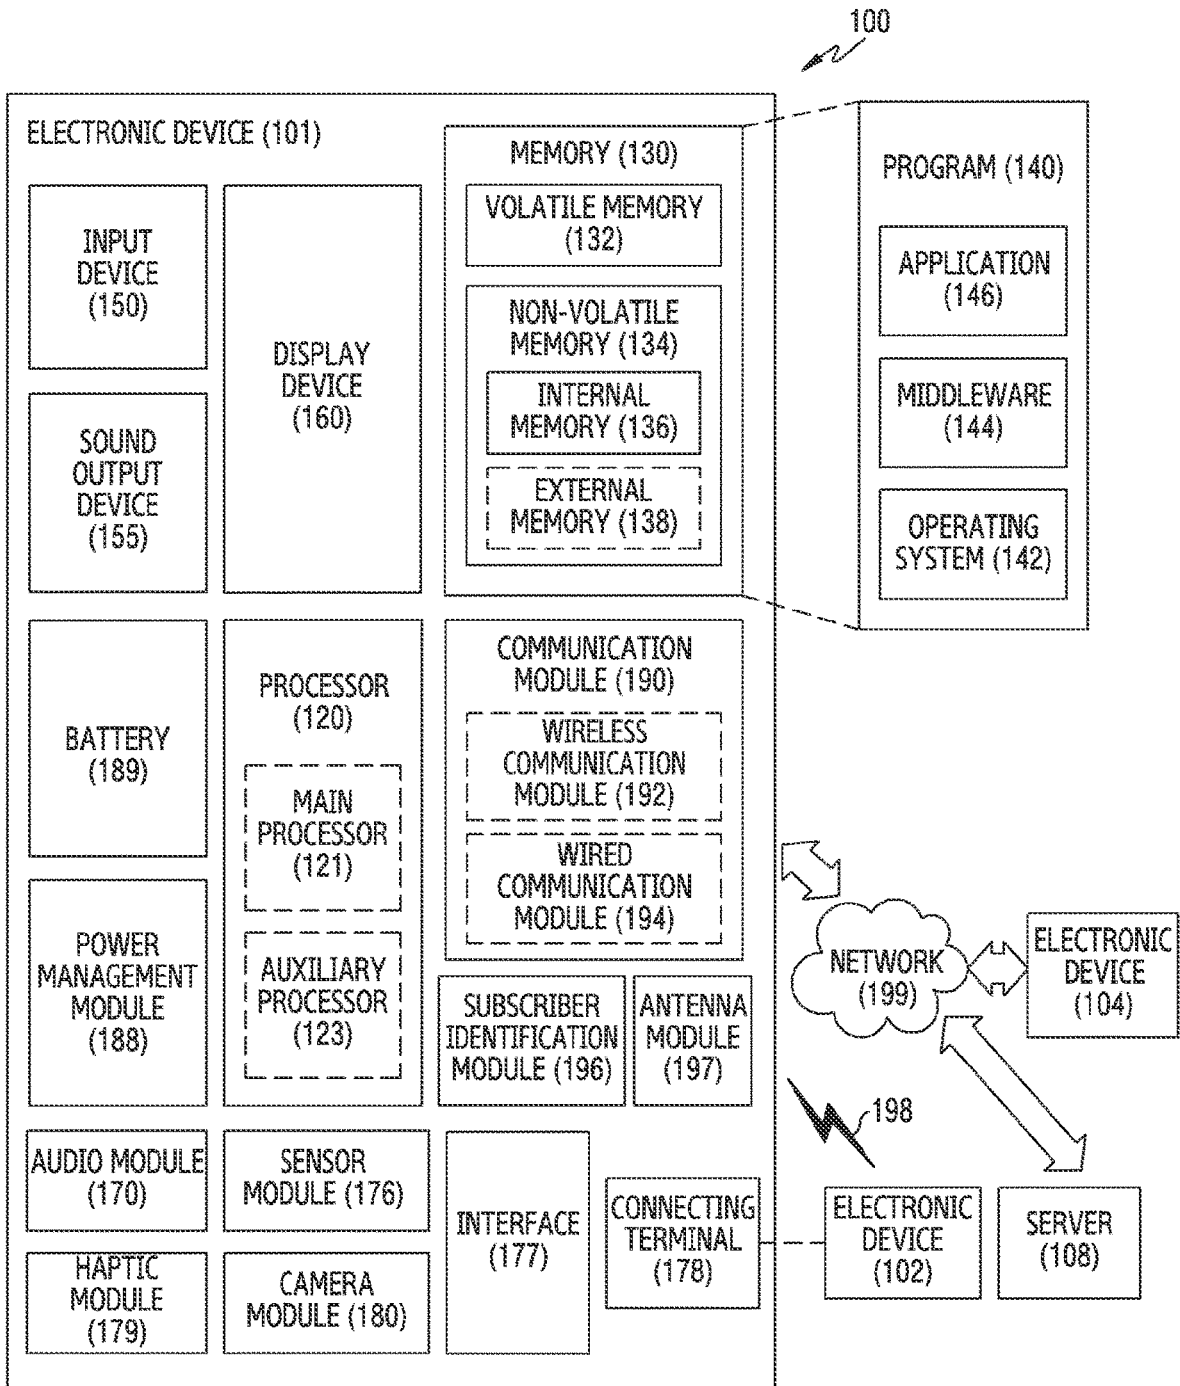 100
ELECTRONIC DEVICE (101)
INPUT
DEVICE
(150)
SOUND
OUTPUT
DEVICE
(155)
DISPLAY
DEVICE
(160)
MEMORY (130)
VOLATILE MEMORY
(132)
NON-VOLATILE
MEMORY (134)
INTERNAL
MEMORY (136)
EXTERNAL
MEMORY (138)
PROGRAM (140)
APPLICATION
(146)
MIDDLEWARE
(144)
OPERATING
SYSTEM (142)
BATTERY
(189)
POWER
MANAGEMENT
MODULE
(188)
PROCESSOR
(120)
MAIN
PROCESSOR
(121)
AUXILIARY
PROCESSOR
(123)
COMMUNICATION
MODULE (190)
WIRELESS
COMMUNICATION
MODULE (192)
WIRED
COMMUNICATION
MODULE (194)
SUBSCRIBER
IDENTIFICATION
MODULE (196)
ANTENNA
MODULE
(197)
NETWORK
(199)
ELECTRONIC
DEVICE
(104)
198
AUDIO MODULE
(170)
SENSOR
MODULE (176)
INTERFACE
(177)
CONNECTING
TERMINAL
(178)
ELECTRONIC
DEVICE
(102)
SERVER
(108)
HAPTIC
MODULE
(179)
CAMERA
MODULE (180)